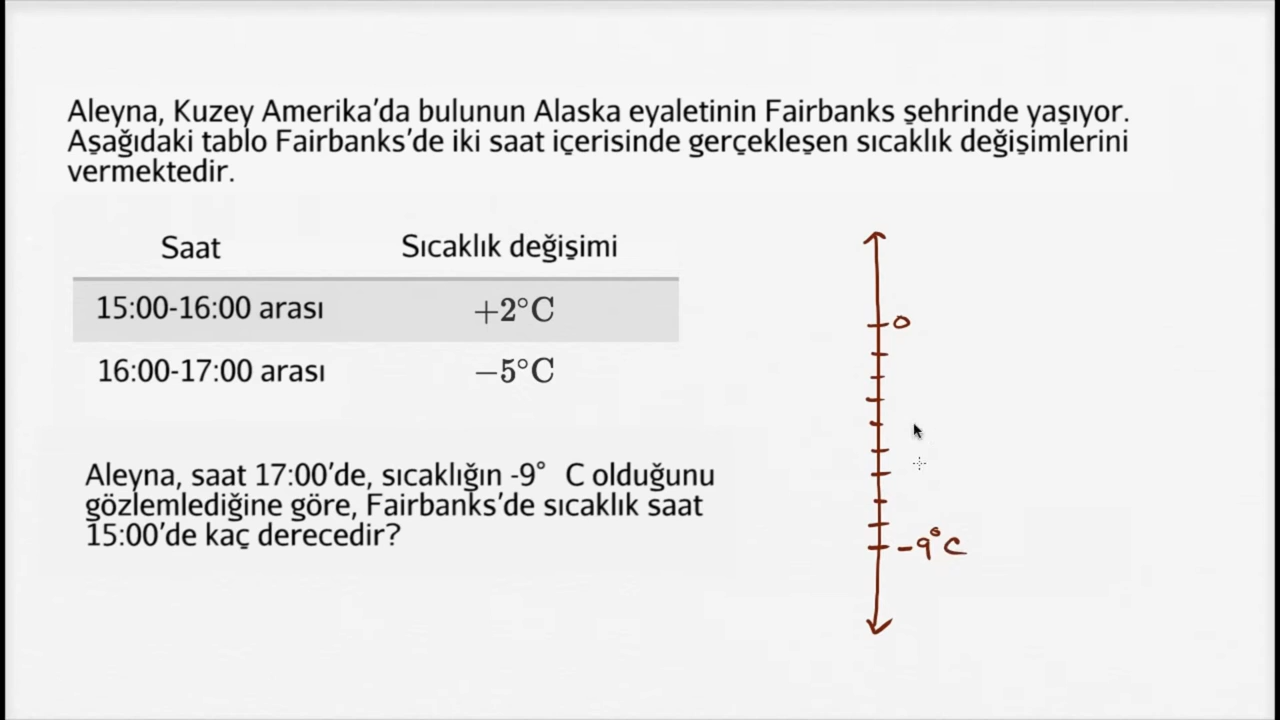 Aleyna, Kuzey Amerika'da bulunun Alaska eyaletinin Fairbanks şehrinde yaşıyor.
Aşağıdaki tablo Fairbanks'de iki saat içerisinde gerçekleşen sıcaklık değişimlerini
vermektedir.
Saat Sıcaklık değişimi
15:00-16:00 arası +2°C
16:00-17:00 arası −5°C
Aleyna, saat 17:00'de, sıcaklığın -9° C olduğunu
gözlemlediğine göre, Fairbanks'de sıcaklık saat
15:00'de kaç derecedir?
0
-9°C